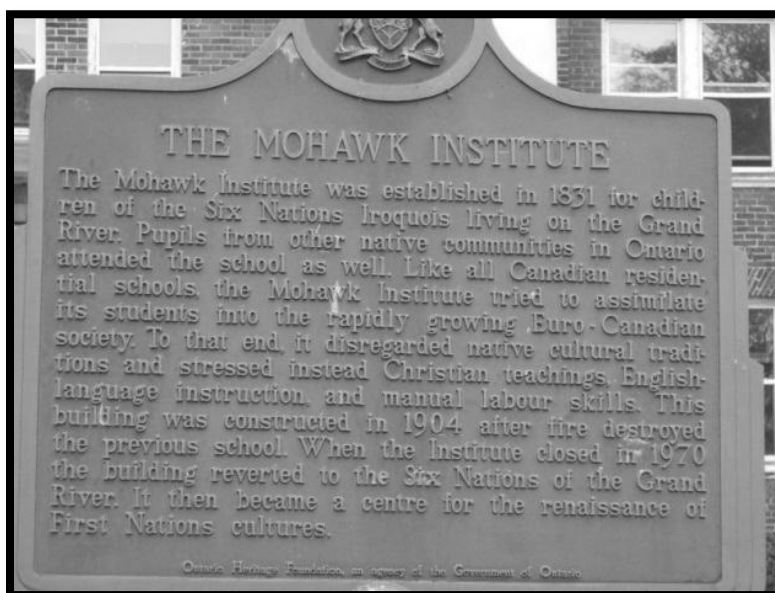 THE MOHAWK INSTITUTE
The Mohawk Institute was established in 1831 for child-
ren of the Six Nations Iroquois living on the Grand
River. Pupils from other native communities in Ontario
attended the school as well. Like all Canadian residen-
tial schools, the Mohawk Institute tried to assimilate
its students into the rapidly growing Euro-Canadian
society. To that end, it disregarded native cultural tradi-
tions and stressed instead Christian teachings, English-
language instruction, and manual labour skills. This
building was constructed in 1904 after fire destroyed
the previous school. When the Institute closed in 1970
the building reverted to the Six Nations of the Grand
River. It then became a centre for the renaissance of
First Nations cultures.
Ontario Heritage Foundation, an agency of the Government of Ontario